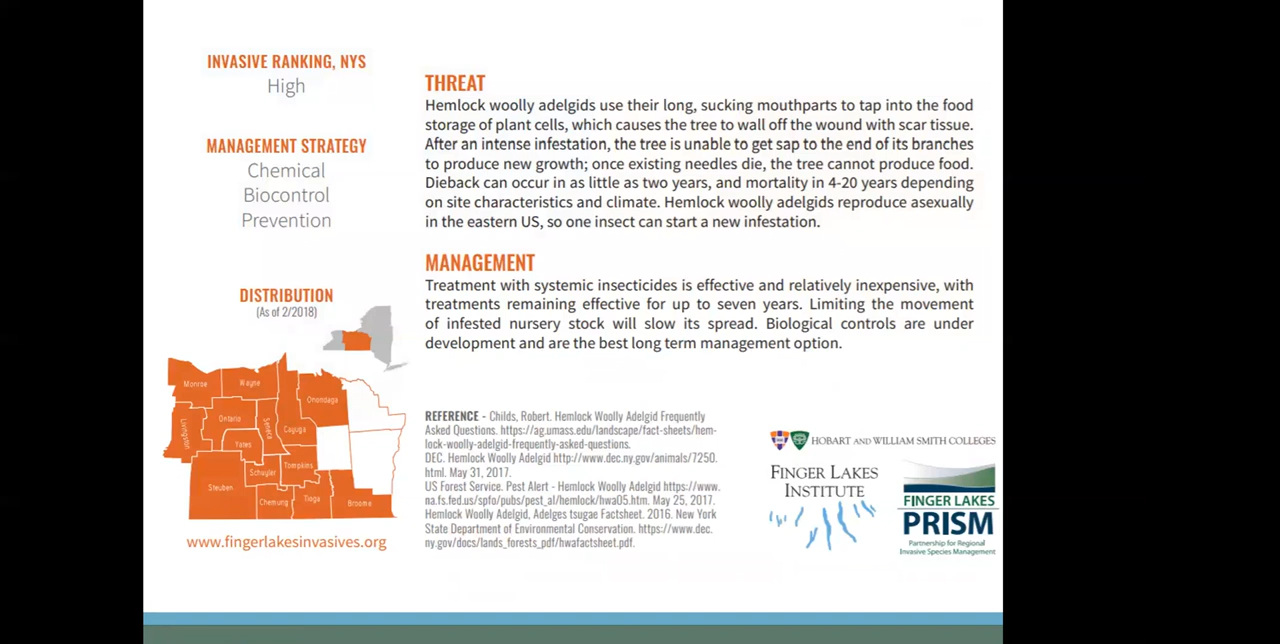 INVASIVE RANKING, NYS
High
MANAGEMENT STRATEGY
Chemical
Biocontrol
Prevention
DISTRIBUTION
(As of 2/2018)
Monroe
Wayne
Onondaga
Livingston
Ontario
Seneca
Cayuga
Yates
Schuyler
Tompkins
Steuben
Chemung
Tioga
Broome
www.fingerlakesinvasives.org
THREAT
Hemlock woolly adelgids use their long, sucking mouthparts to tap into the food
storage of plant cells, which causes the tree to wall off the wound with scar tissue.
After an intense infestation, the tree is unable to get sap to the end of its branches
to produce new growth; once existing needles die, the tree cannot produce food.
Dieback can occur in as little as two years, and mortality in 4-20 years depending
on site characteristics and climate. Hemlock woolly adelgids reproduce asexually
in the eastern US, so one insect can start a new infestation.
MANAGEMENT
Treatment with systemic insecticides is effective and relatively inexpensive, with
treatments remaining effective for up to seven years. Limiting the movement
of infested nursery stock will slow its spread. Biological controls are under
development and are the best long term management option.
REFERENCE - Childs, Robert. Hemlock Woolly Adelgid Frequently
Asked Questions. https://ag.umass.edu/landscape/fact-sheets/hem-
lock-woolly-adelgid-frequently-asked-questions.
DEC. Hemlock Woolly Adelgid http://www.dec.ny.gov/animals/7250.
html. May 31, 2017.
US Forest Service. Pest Alert - Hemlock Woolly Adelgid https://www.
na.fs.fed.us/spfo/pubs/pest_al/hemlock/hwa05.htm. May 25, 2017.
Hemlock Woolly Adelgid, Adelges tsugae Factsheet. 2016. New York
State Department of Environmental Conservation. https://www.dec.
ny.gov/docs/lands_forests_pdf/hwafactsheet.pdf.
HOBART AND WILLIAM SMITH COLLEGES
FINGER LAKES
INSTITUTE
FINGER LAKES
PRISM
Partnership for Regional
Invasive Species Management